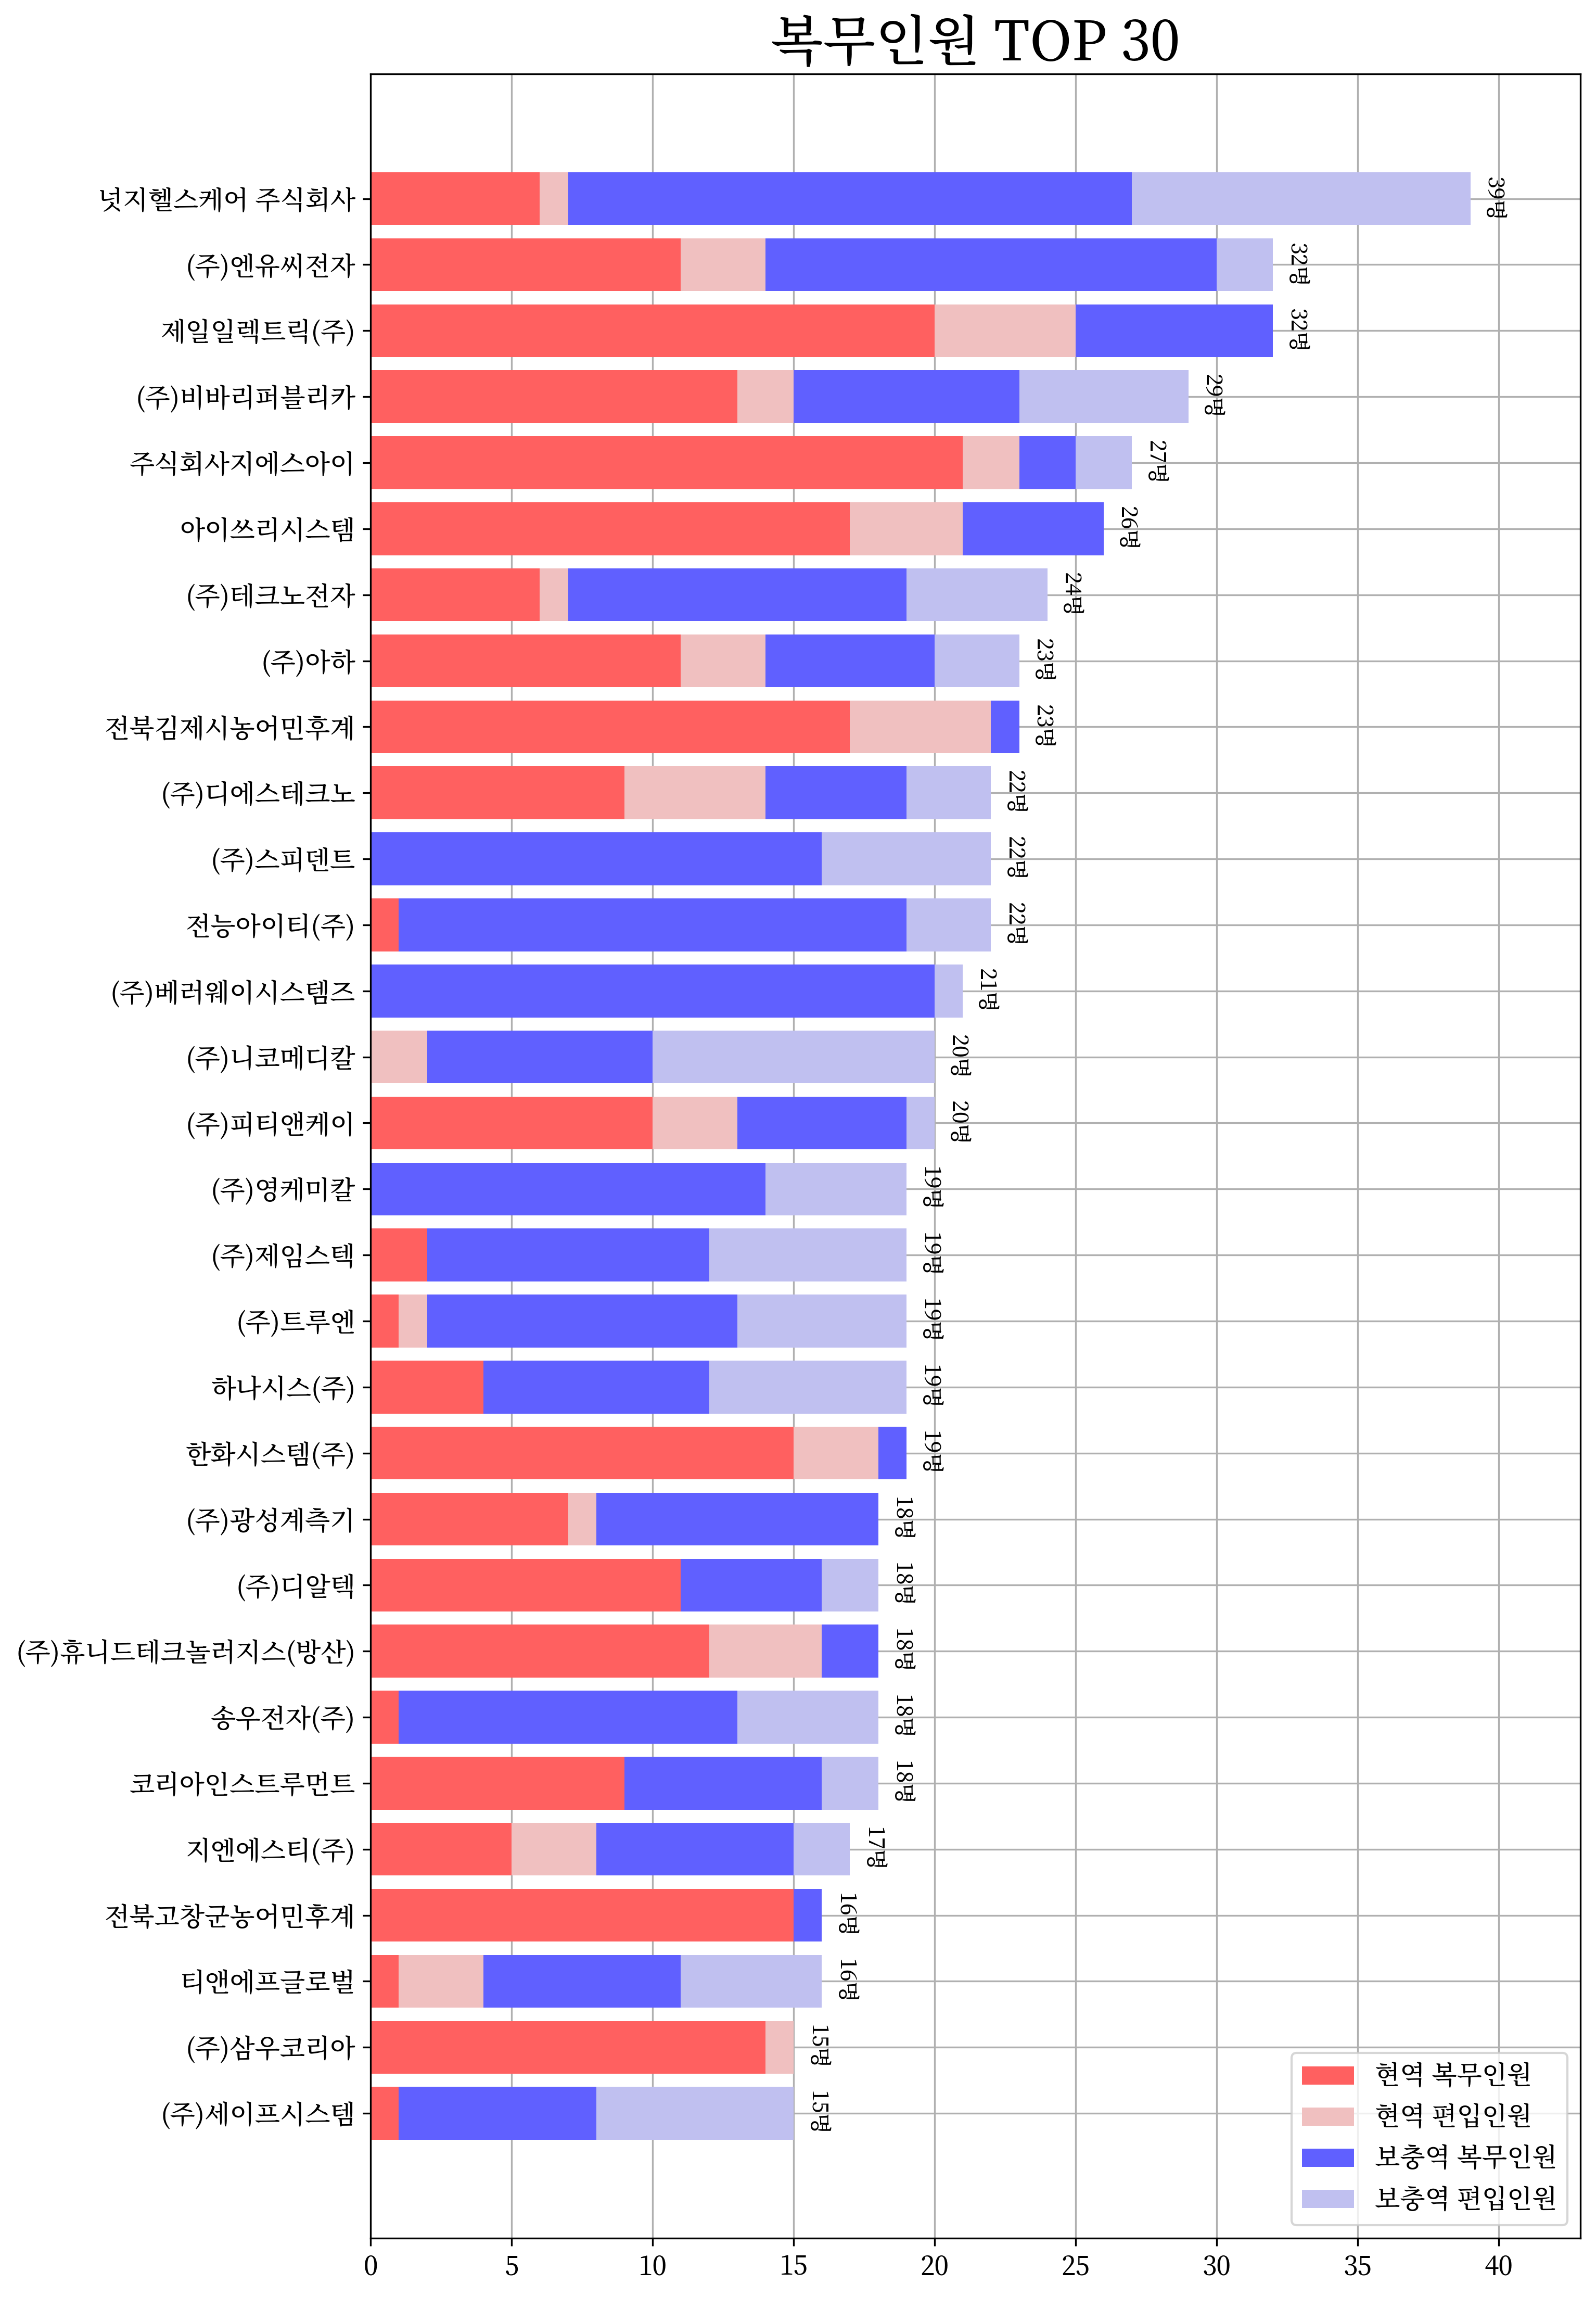 복무인원 TOP 30
넛지헬스케어 주식회사 39명
(주)엔유씨전자 32명
제일일렉트릭(주) 32명
(주)비바리퍼블리카 29명
주식회사지에스아이 27명
아이쓰리시스템 26명
(주)테크노전자 24명
(주)아하 23명
전북김제시농어민후계 23명
(주)디에스테크노 22명
(주)스피덴트 22명
전능아이티(주) 22명
(주)베러웨이시스템즈 21명
(주)니코메디칼 20명
(주)피티앤케이 20명
(주)영케미칼 19명
(주)제임스텍 19명
(주)트루엔 19명
하나시스(주) 19명
한화시스템(주) 19명
(주)광성계측기 18명
(주)디알텍 18명
(주)휴니드테크놀러지스(방산) 18명
송우전자(주) 18명
코리아인스트루먼트 18명
지엔에스티(주) 17명
전북고창군농어민후계 16명
티앤에프글로벌 16명
(주)삼우코리아 15명
(주)세이프시스템 15명
현역 복무인원
현역 편입인원
보충역 복무인원
보충역 편입인원
0 5 10 15 20 25 30 35 40